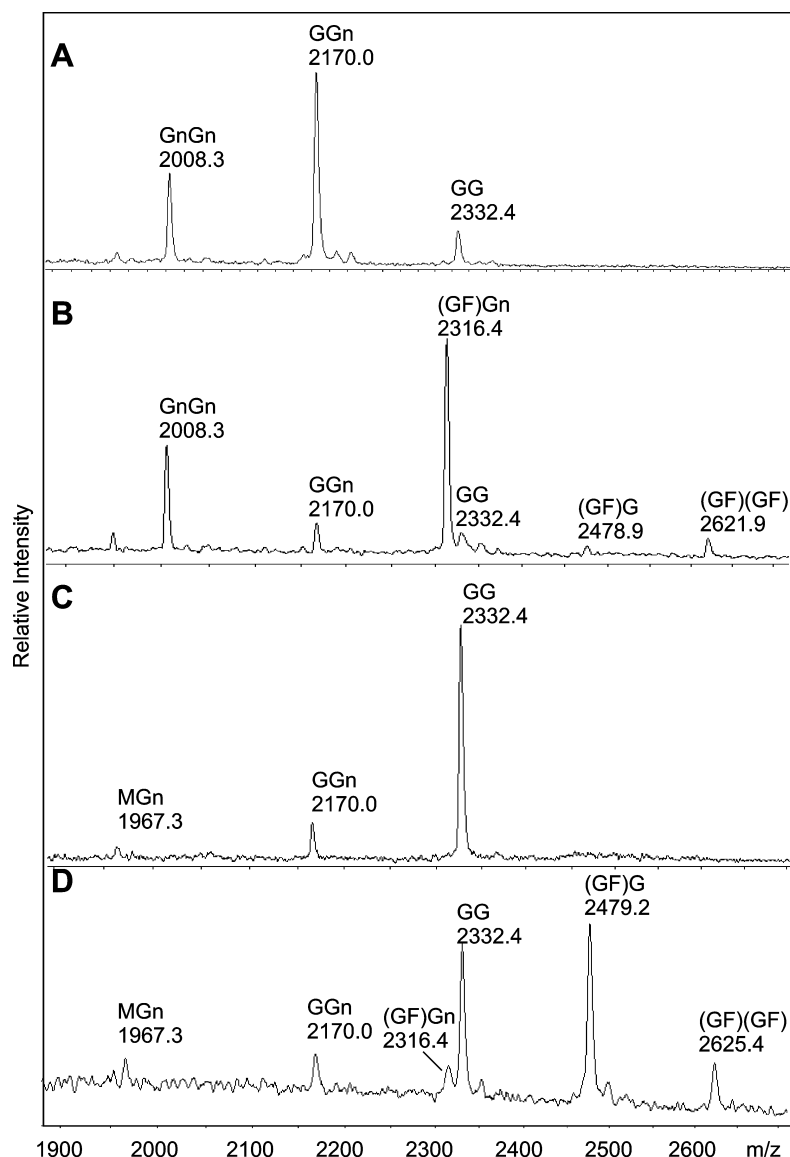 A
GGn
2170.0
GnGn
2008.3
GG
2332.4
B
(GF)Gn
2316.4
GnGn
2008.3
GGn
2170.0
GG
2332.4
(GF)G
2478.9
(GF)(GF)
2621.9
Relative Intensity
C
GG
2332.4
MGn
1967.3
GGn
2170.0
D
(GF)G
2479.2
GG
2332.4
MGn
1967.3
GGn
2170.0
(GF)Gn
2316.4
(GF)(GF)
2625.4
1900 2000 2100 2200 2300 2400 2500 2600 m/z